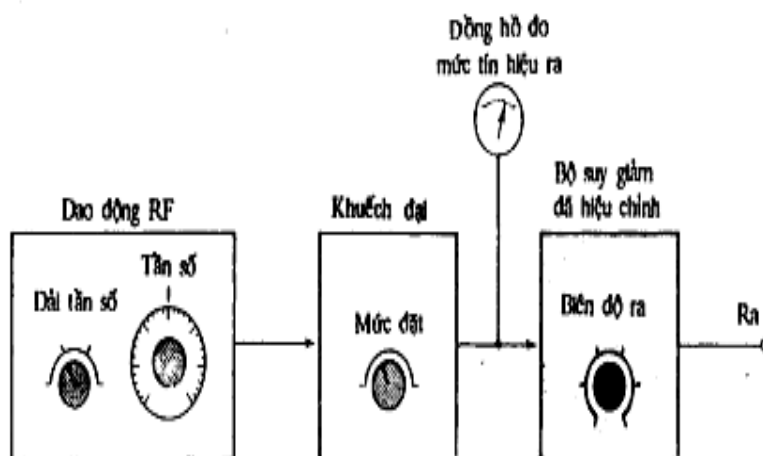 Đồng hồ đo
mức tín hiệu ra
Dao động RF
Khuếch đại
Bộ suy giảm
đã hiệu chỉnh
Tần số
Dải tần số
Mức đặt
Biên độ ra
Ra